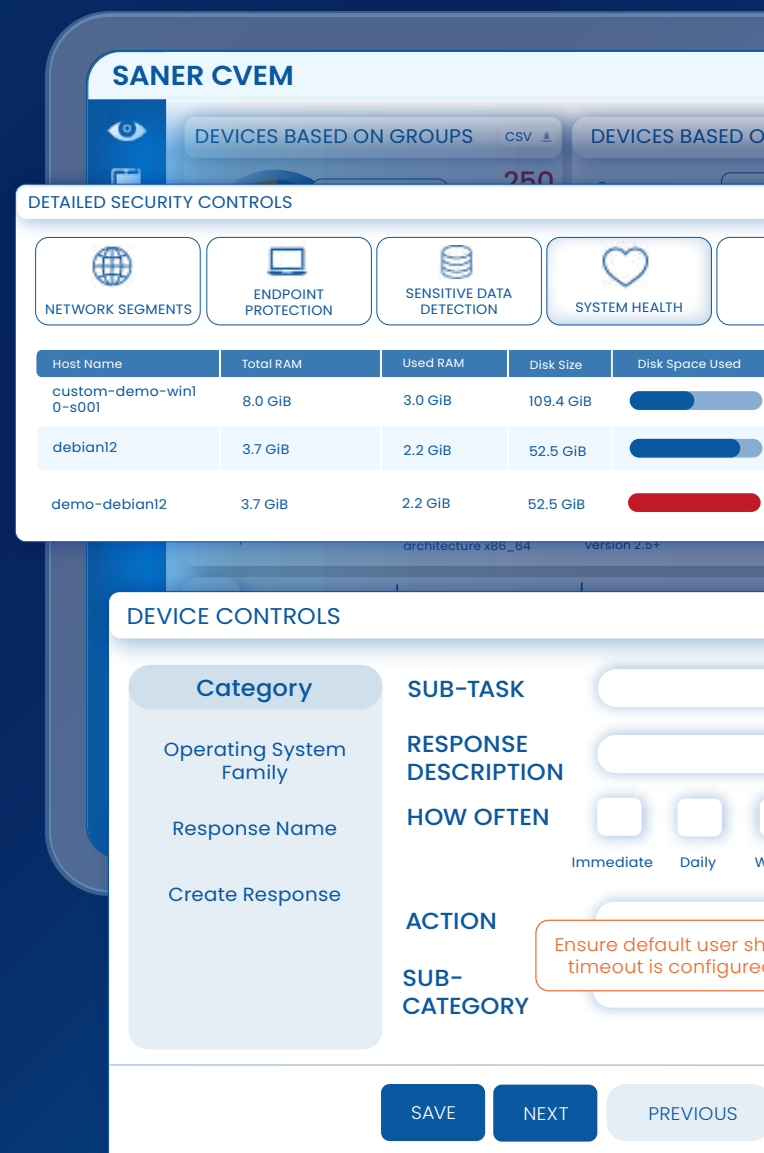 SANER CVEM
DEVICES BASED ON GROUPS CSV DEVICES BASED O
250
DETAILED SECURITY CONTROLS
NETWORK SEGMENTS
ENDPOINT
PROTECTION
SENSITIVE DATA
DETECTION
SYSTEM HEALTH
Host Name Total RAM Used RAM Disk Size Disk Space Used
custom-demo-win1
0-s001 8.0 GiB 3.0 GiB 109.4 GiB
debian12 3.7 GiB 2.2 GiB 52.5 GiB
demo-debian12 3.7 GiB 2.2 GiB 52.5 GiB
architecture x86_64 version 2.5+
DEVICE CONTROLS
Category
Operating System
Family
Response Name
Create Response
SUB-TASK
RESPONSE
DESCRIPTION
HOW OFTEN
Immediate Daily W
ACTION
Ensure default user sh
timeout is configured
SUB-
CATEGORY
SAVE NEXT PREVIOUS